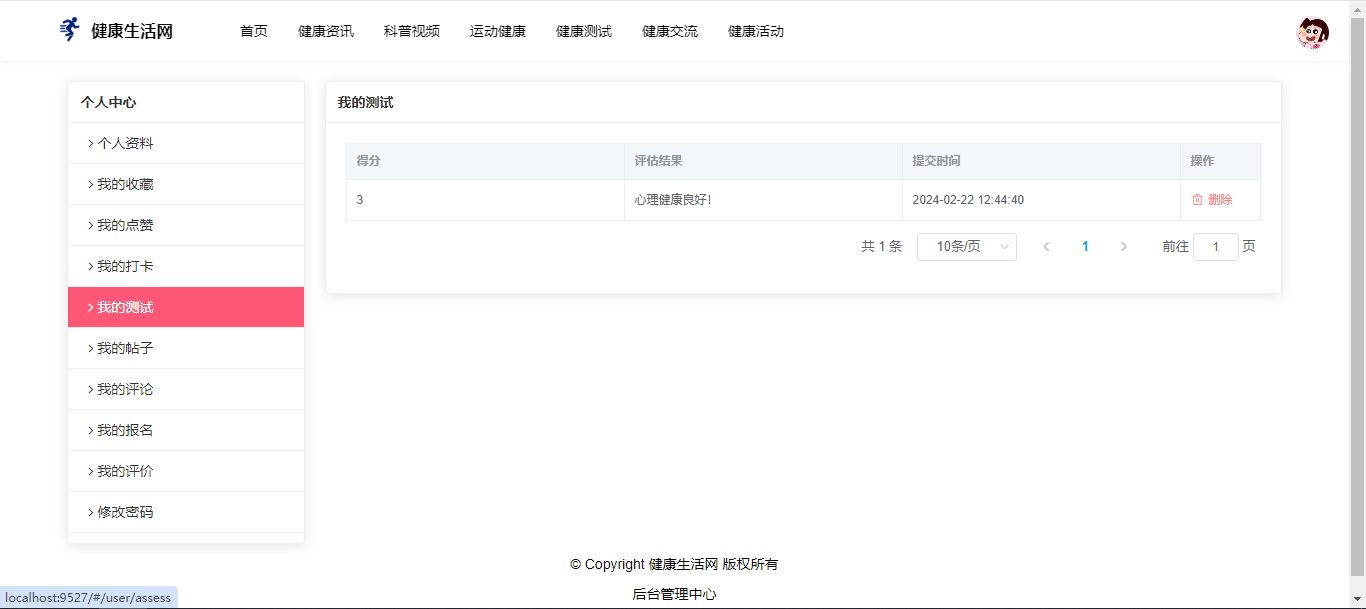 健康生活网 首页 健康资讯 科普视频 运动健康 健康测试 健康交流 健康活动
个人中心
个人资料
我的收藏
我的点赞
我的打卡
我的测试
我的帖子
我的评论
我的报名
我的评价
修改密码
我的测试
得分 评估结果 提交时间 操作
3 心理健康良好! 2024-02-22 12:44:40 删除
共 1 条 10条/页 1 前往 1 页
© Copyright 健康生活网 版权所有
后台管理中心
localhost:9527/#/user/assess